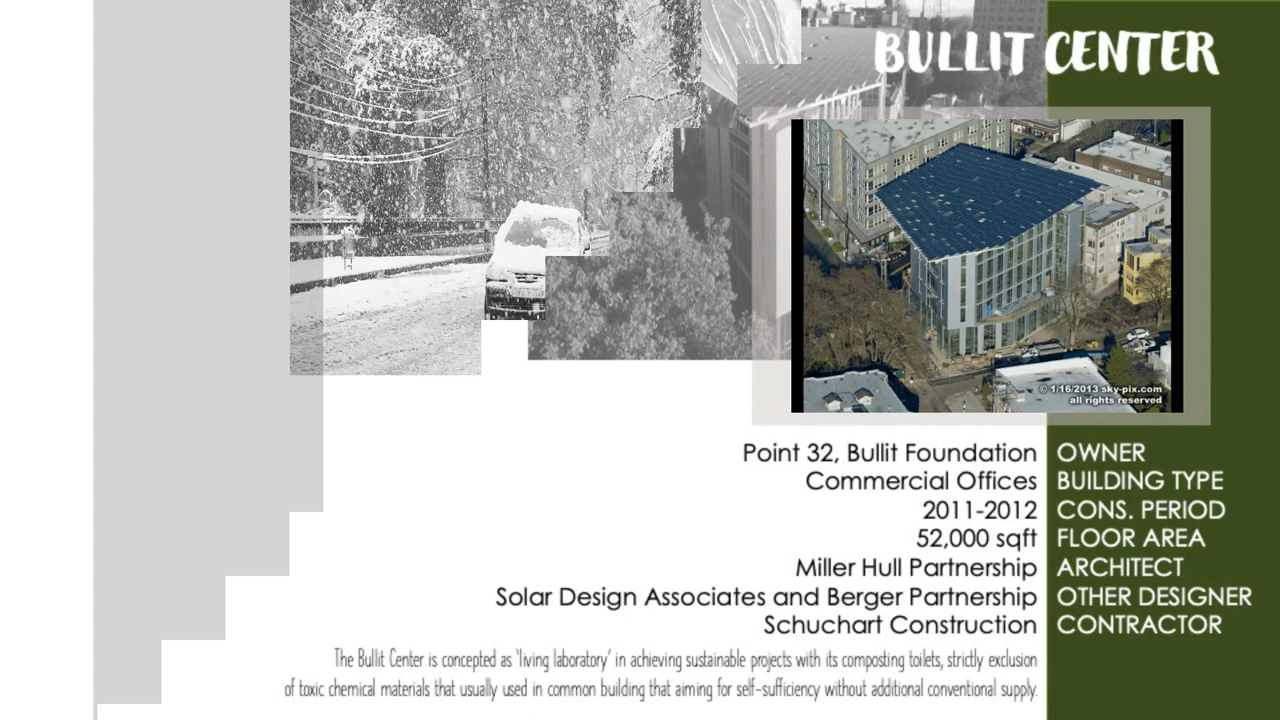 BULLIT CENTER
© 1/16/2013 sky-pix.com
all rights reserved
Point 32, Bullit Foundation OWNER
Commercial Offices BUILDING TYPE
2011-2012 CONS. PERIOD
52,000 sqft FLOOR AREA
Miller Hull Partnership ARCHITECT
Solar Design Associates and Berger Partnership OTHER DESIGNER
Schuchart Construction CONTRACTOR
The Bullit Center is concepted as 'living laboratory' in achieving sustainable projects with its composting toilets, strictly exclusion
of toxic chemical materials that usually used in common building that aiming for self-sufficiency without additional conventional supply.